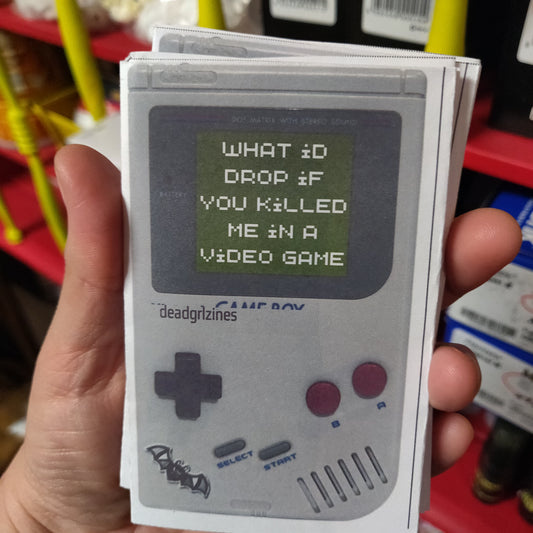 DOT MATRIX WITH STEREO SOUND
WHAT iD
DROP iF
YOU KiLLED
ME iN A
ViDEO GAME
BATTERY
GAME BOY
deadgrlzines
B
A
SELECT
START